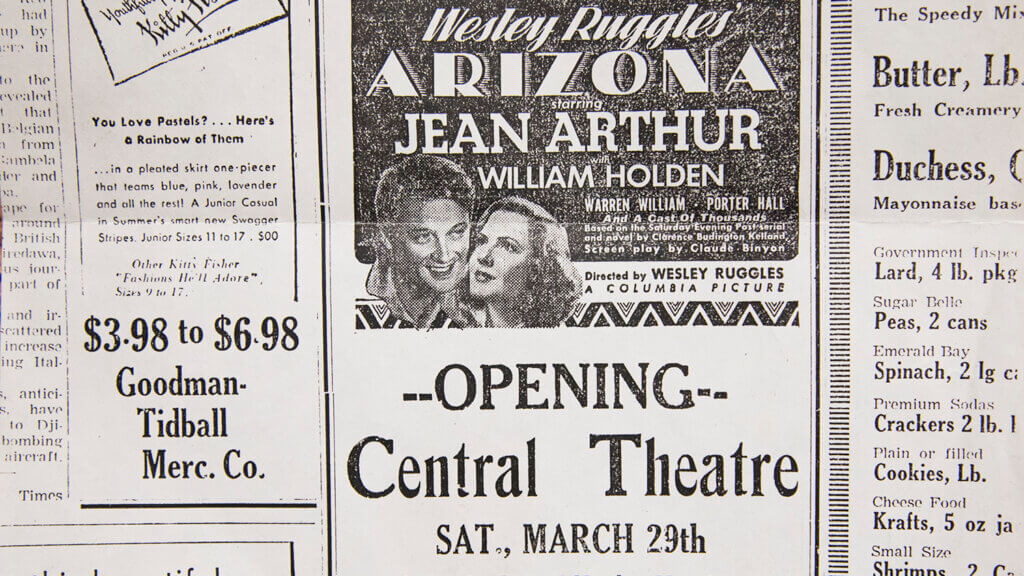 had
up by
in
to the
that
Belgian
from
and
for
around
British
part of
and ir-
scattered
increase
ing Ital-
antici-
have
to Dji-
bombing
aircraft.
Times
REG. U.S. PAT. OFF.
You Love Pastels? . . . Here's
a Rainbow of Them
. . . in a pleated skirt one-piecer
that teams blue, pink, lavender
and all the rest! A Junior Casual
in Summer's smart new Swagger
Stripes. Junior Sizes 11 to 17 . $00
Other Kitty Fisher
"Fashions He'll Adore",
Sizes 9 to 17.
$3.98 to $6.98
Goodman-
Tidball
Merc. Co.
Wesley Ruggles'
ARIZONA
starring
JEAN ARTHUR
with
WILLIAM HOLDEN
WARREN WILLIAM · PORTER HALL
And A Cast Of Thousands
Based on the Saturday Evening Post serial
and novel by Clarence Budington Kelland
Screen play by Claude Binyon
Directed by WESLEY RUGGLES
A COLUMBIA PICTURE
--OPENING--
Central Theatre
SAT., MARCH 29th
The Speedy Mix
Butter, Lb.
Fresh Creamery
Duchess,
Mayonnaise bas
Government Inspec
Lard, 4 lb. pkg
Sugar Belle
Peas, 2 cans
Emerald Bay
Spinach, 2 lg c
Premium Sodas
Crackers 2 lb.
Plain or filled
Cookies, Lb.
Cheese Food
Krafts, 5 oz ja
Small Size
Shrimps, 2 Ca